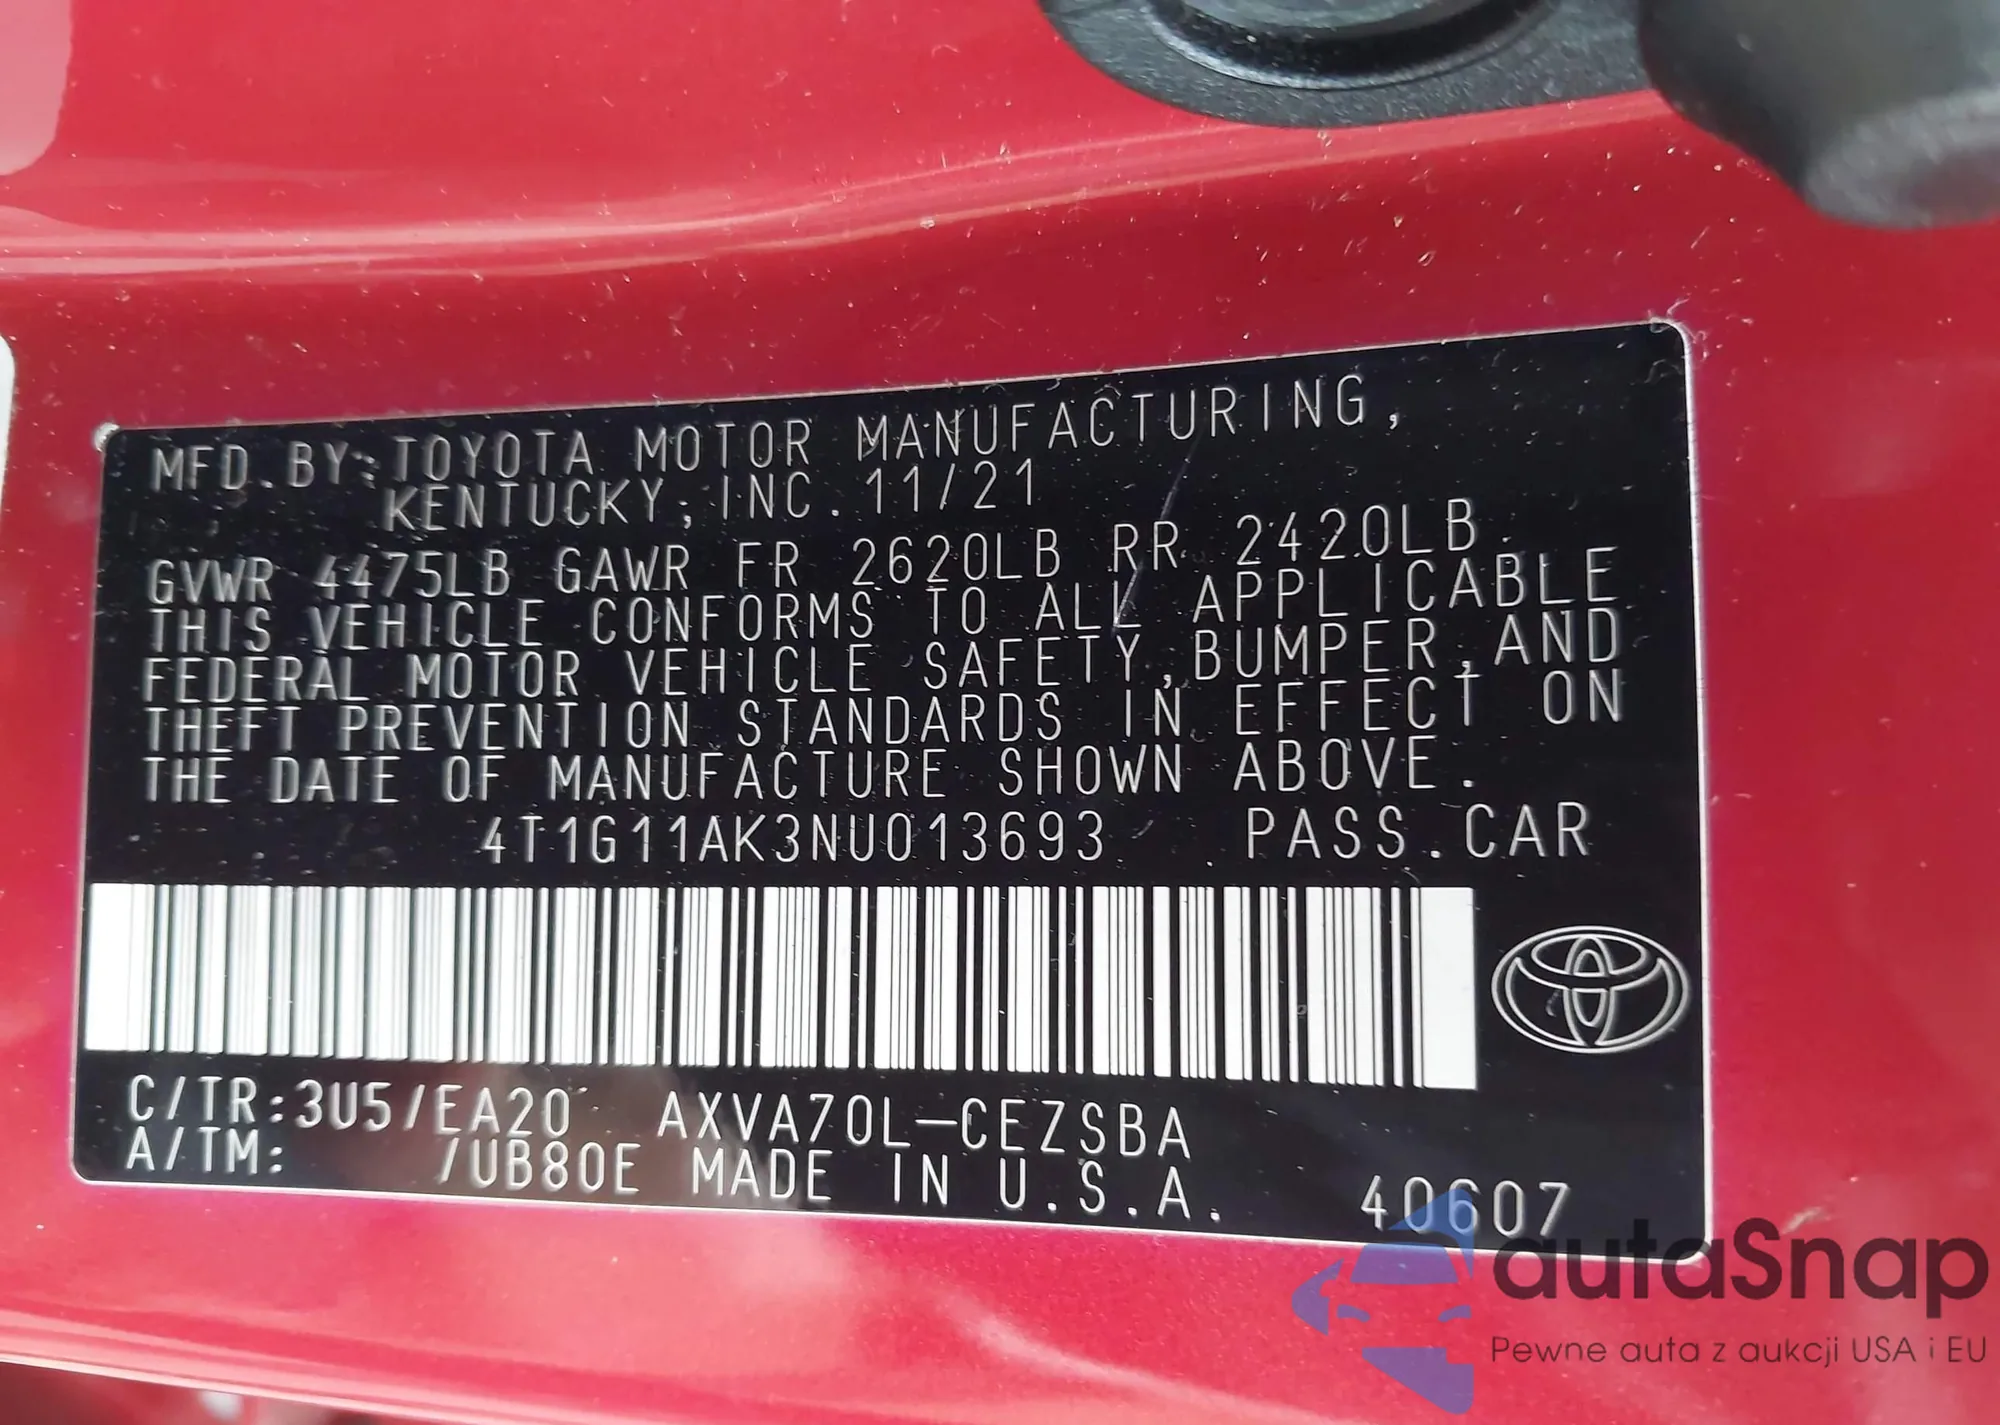 MFD.BY:TOYOTA MOTOR MANUFACTURING,
KENTUCKY, INC. 11/21
GVWR 4475LB GAWR FR 2620LB RR 2420LB
THIS VEHICLE CONFORMS TO ALL APPLICABLE
FEDERAL MOTOR VEHICLE SAFETY,BUMPER,AND
THEFT PREVENTION STANDARDS IN EFFECT ON
THE DATE OF MANUFACTURE SHOWN ABOVE.
4T1G11AK3NU013693 PASS.CAR
C/TR:3U5/EA20 AXVA70L-CEZSBA
A/TM: /UB80E MADE IN U.S.A. 40607
autaSnap
Pewne auta z aukcji USA i EU